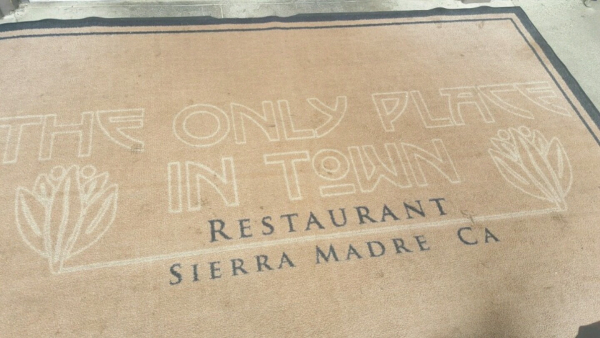 THE ONLY PLACE
IN TOWN
RESTAURANT
SIERRA MADRE CA